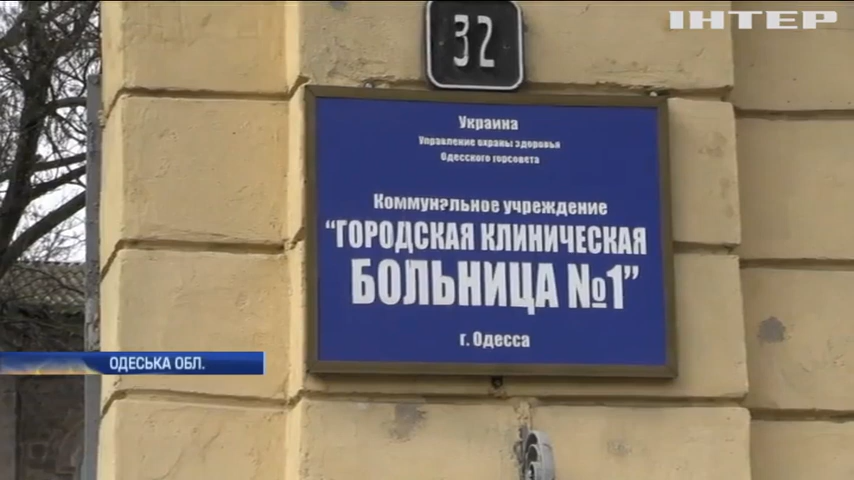 ІНТЕР
32
Украина
Управление охраны здоровья
Одесского горсовета
Коммунальное учреждение
“ГОРОДСКАЯ КЛИНИЧЕСКАЯ
БОЛЬНИЦА №1”
г. Одесса
ОДЕСЬКА ОБЛ.